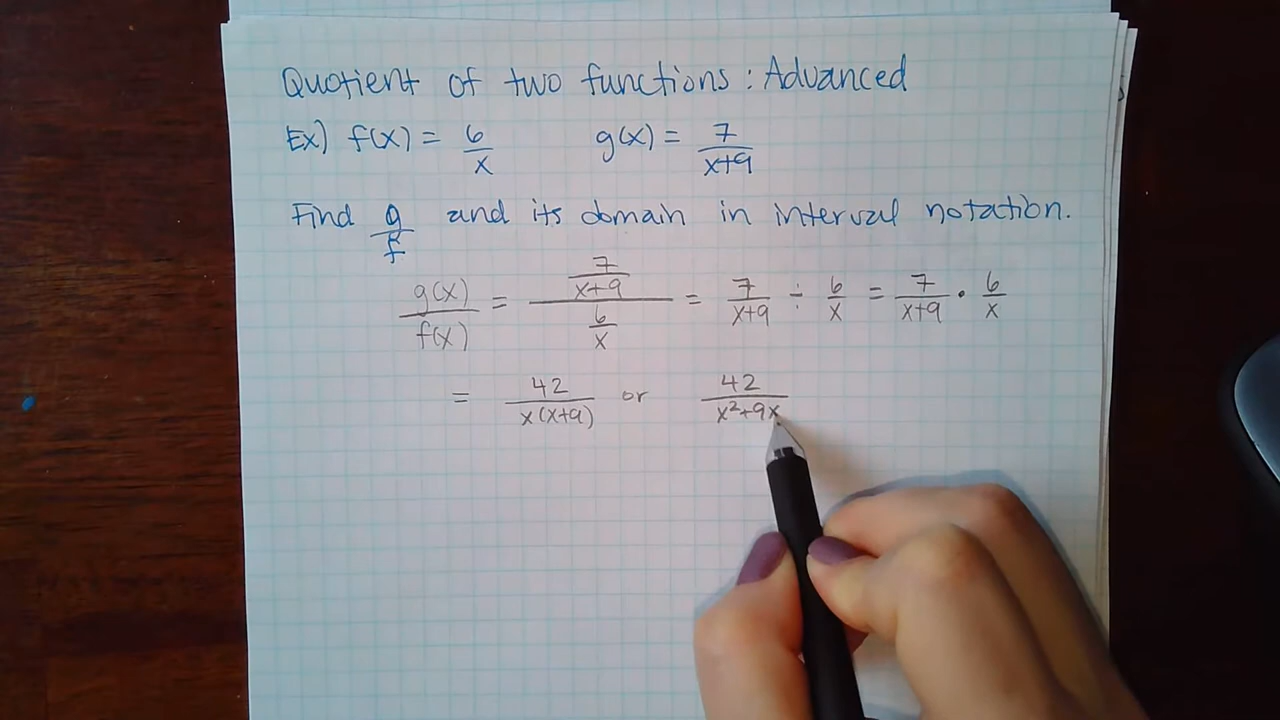 Quotient of two functions: Advanced
Ex) f(x) = 6/x g(x) = 7/(x+9)
Find g/f and its domain in interval notation.
g(x)/f(x) = (7/(x+9))/(6/x) = 7/(x+9) ÷ 6/x = 7/(x+9) · 6/x
= 42/(x(x+9)) or 42/(x²+9x